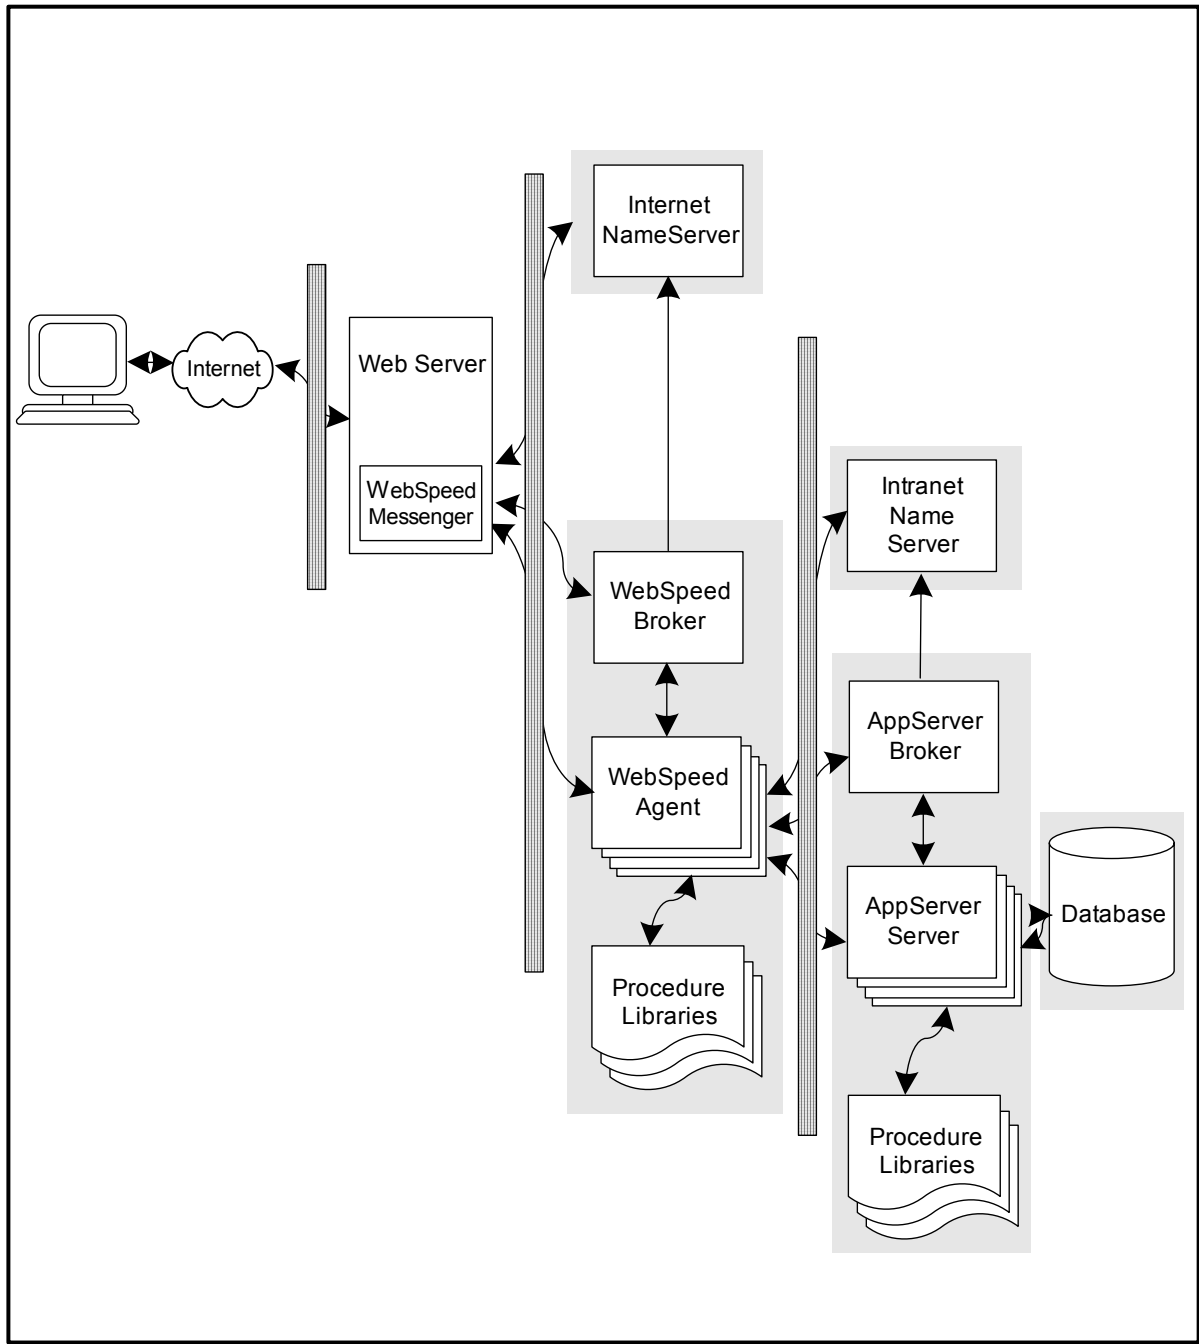 Internet
NameServer
Internet
Web Server
WebSpeed
Messenger
Intranet
Name
Server
WebSpeed
Broker
AppServer
Broker
WebSpeed
Agent
AppServer
Server
Database
Procedure
Libraries
Procedure
Libraries